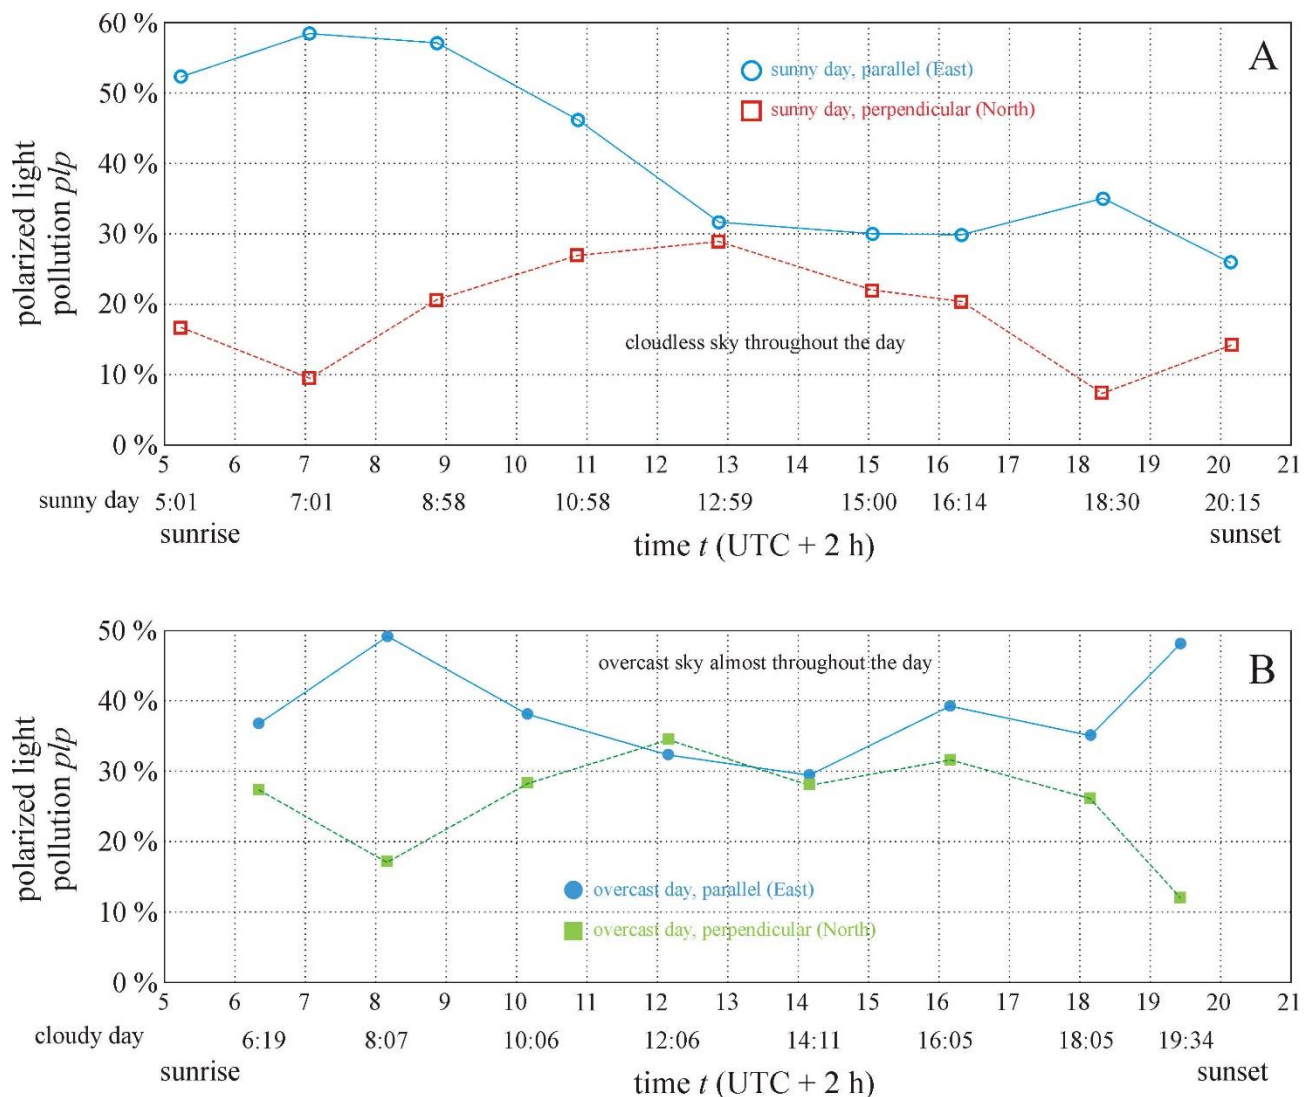 60 %
A
sunny day, parallel (East)
50 %
sunny day, perpendicular (North)
40 %
polarized light
pollution plp
30 %
20 %
cloudless sky throughout the day
10 %
0 %
5 6 7 8 9 10 11 12 13 14 15 16 17 18 19 20 21
sunny day 5:01 7:01 8:58 10:58 12:59 15:00 16:14 18:30 20:15
sunrise time t (UTC + 2 h) sunset
50 %
overcast sky almost throughout the day B
40 %
polarized light
pollution plp
30 %
20 %
overcast day, parallel (East)
10 %
overcast day, perpendicular (North)
0 %
5 6 7 8 9 10 11 12 13 14 15 16 17 18 19 20 21
cloudy day 6:19 8:07 10:06 12:06 14:11 16:05 18:05 19:34
sunrise time t (UTC + 2 h) sunset